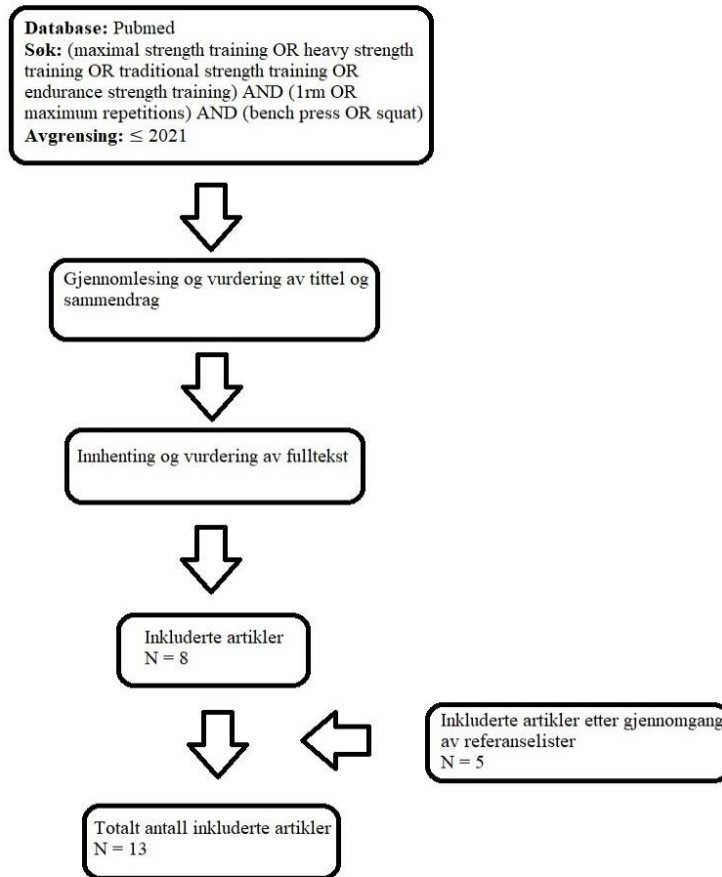 Database: Pubmed
Søk: (maximal strength training OR heavy strength
training OR traditional strength training OR
endurance strength training) AND (1rm OR
maximum repetitions) AND (bench press OR squat)
Avgrensing: ≤ 2021
Gjennomlesing og vurdering av tittel og
sammendrag
Innhenting og vurdering av fulltekst
Inkluderte artikler
N = 8
Inkluderte artikler etter gjennomgang
av referanselister
N = 5
Totalt antall inkluderte artikler
N = 13